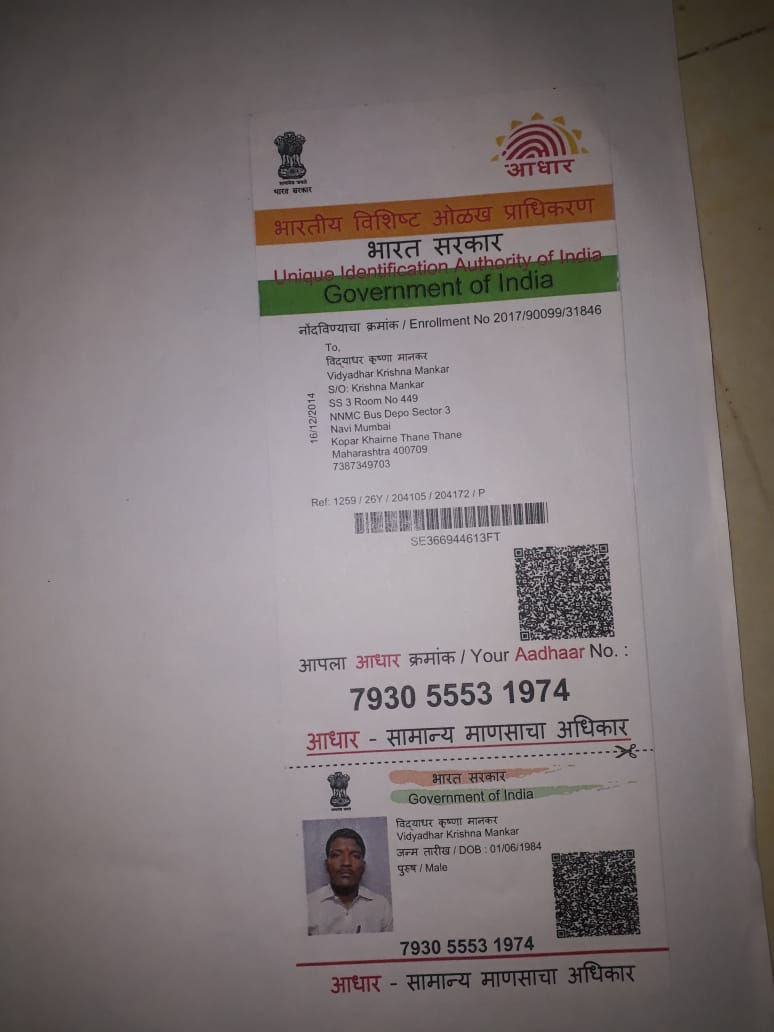 आधार
सत्यमेव जयते
भारत सरकार
भारतीय विशिष्ट ओळख प्राधिकरण
भारत सरकार
Unique Identification Authority of India
Government of India
नोंदविण्याचा क्रमांक / Enrollment No 2017/90099/31846
To,
विद्याधर कृष्णा मानकर
Vidyadhar Krishna Mankar
S/O: Krishna Mankar
SS 3 Room No 449
NNMC Bus Depo Sector 3
Navi Mumbai
Kopar Khairne Thane Thane
Maharashtra 400709
7387349703
16/12/2014
Ref: 1259 / 26Y / 204105 / 204172 / P
SE366944613FT
आपला आधार क्रमांक / Your Aadhaar No. :
7930 5553 1974
आधार - सामान्य माणसाचा अधिकार
भारत सरकार
Government of India
विद्याधर कृष्णा मानकर
Vidyadhar Krishna Mankar
जन्म तारीख / DOB : 01/06/1984
पुरुष / Male
7930 5553 1974
आधार - सामान्य माणसाचा अधिकार